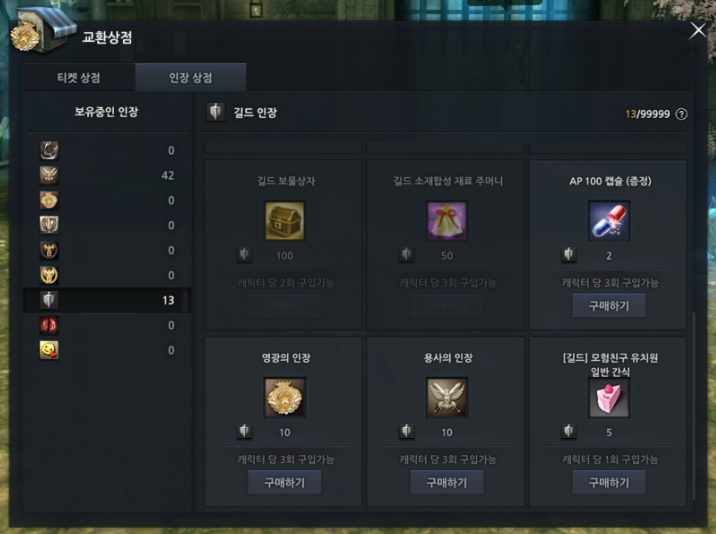 교환상점
티켓 상점
인장 상점
보유중인 인장
0
42
0
0
0
0
13
0
0
길드 인장
13/99999
길드 보물상자
100
캐릭터 당 2회 구입가능
구매하기
길드 소재합성 재료 주머니
50
캐릭터 당 3회 구입가능
구매하기
AP 100 캡슐 (증정)
2
캐릭터 당 3회 구입가능
구매하기
영광의 인장
10
캐릭터 당 3회 구입가능
구매하기
용사의 인장
10
캐릭터 당 3회 구입가능
구매하기
[길드] 모험친구 유치원
일반 간식
5
캐릭터 당 1회 구입가능
구매하기